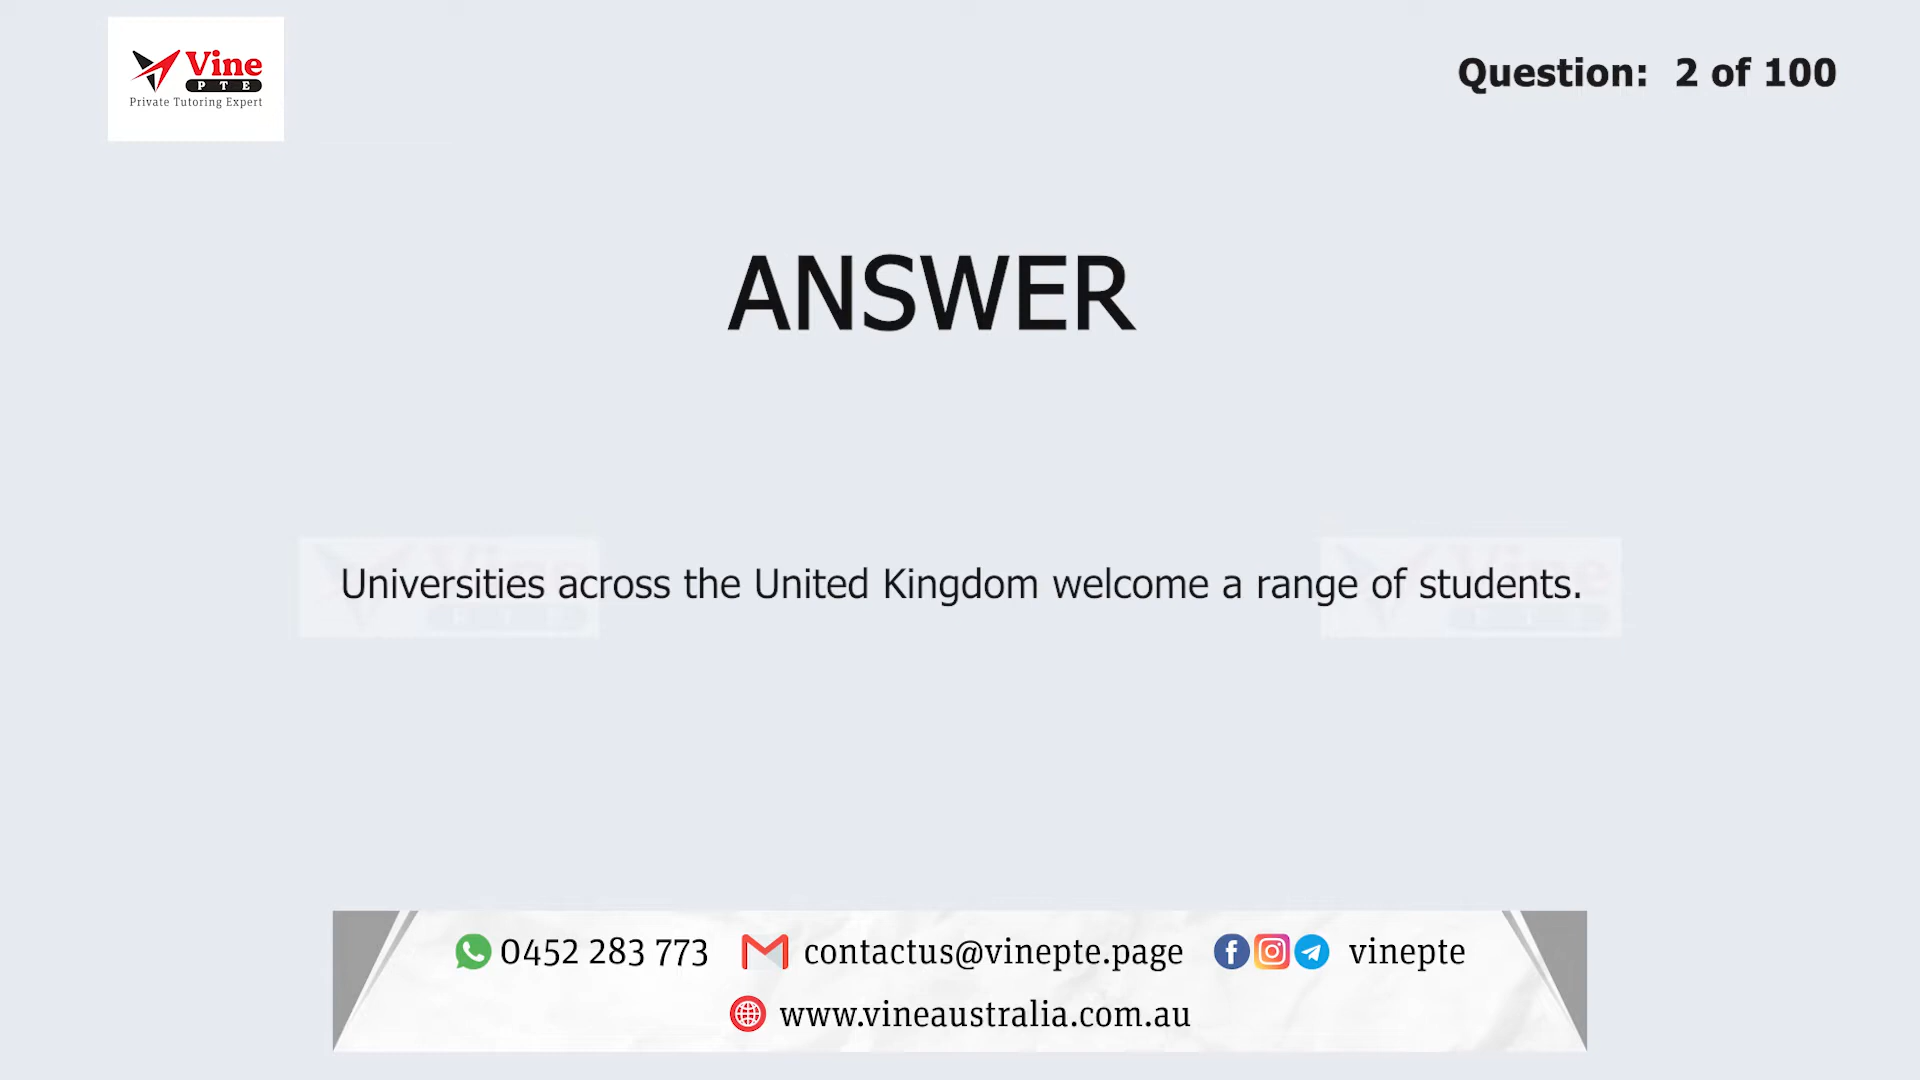 Vine
PTE
Private Tutoring Expert
Question: 2 of 100
ANSWER
Universities across the United Kingdom welcome a range of students.
0452 283 773 contactus@vinepte.page vinepte
www.vineaustralia.com.au